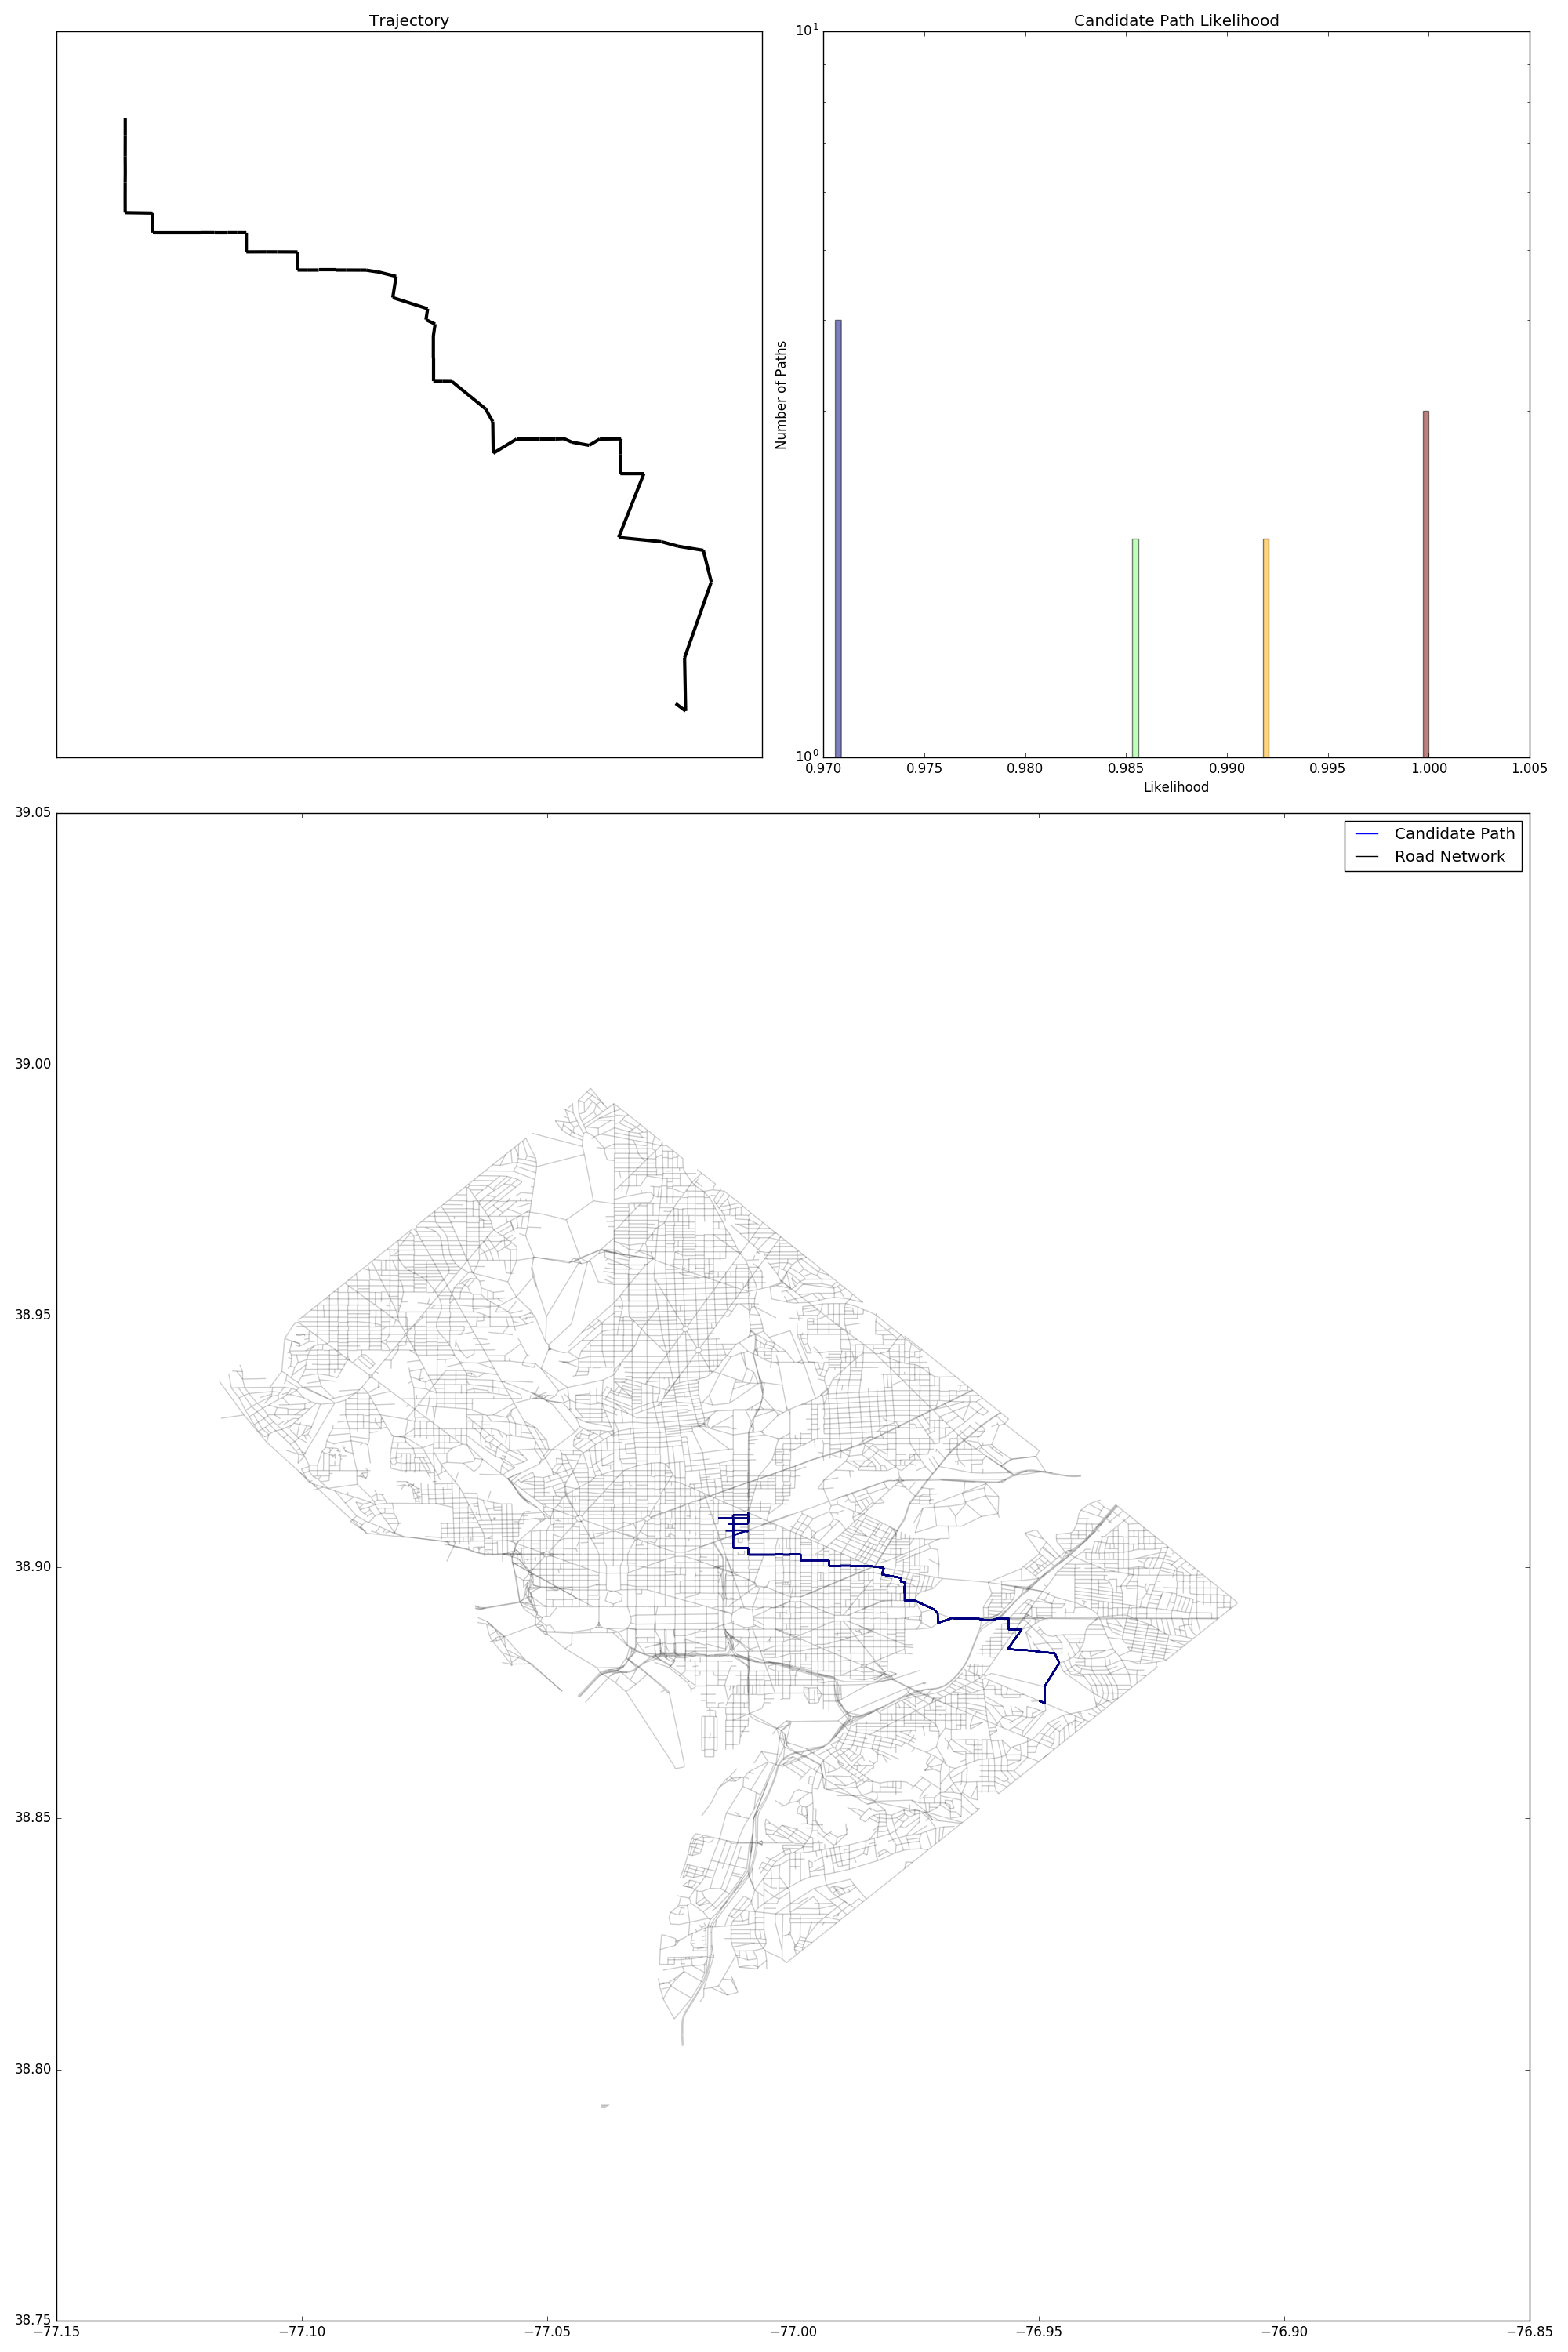 Trajectory
Candidate Path Likelihood
10¹
Number of Paths
10⁰
0.970 0.975 0.980 0.985 0.990 0.995 1.000 1.005
Likelihood
39.05
Candidate Path
Road Network
39.00
38.95
38.90
38.85
38.80
38.75
−77.15 −77.10 −77.05 −77.00 −76.95 −76.90 −76.85